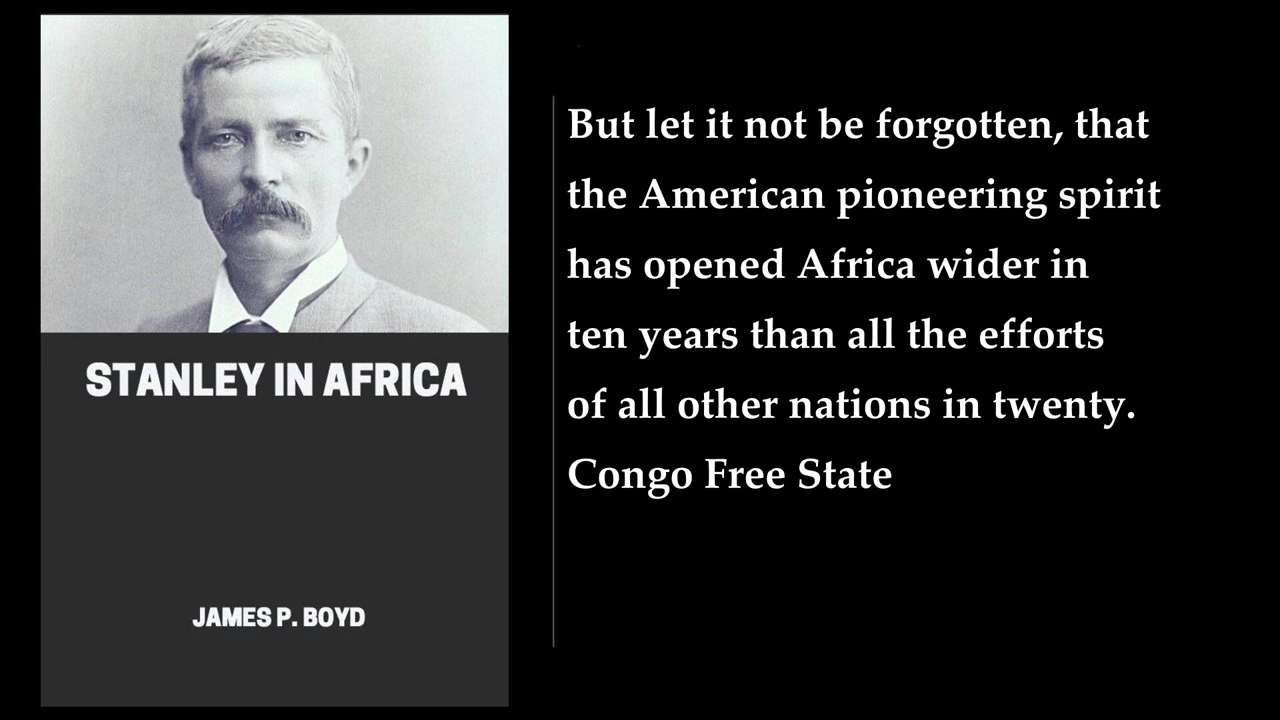 STANLEY IN AFRICA
JAMES P. BOYD
But let it not be forgotten, that
the American pioneering spirit
has opened Africa wider in
ten years than all the efforts
of all other nations in twenty.
Congo Free State